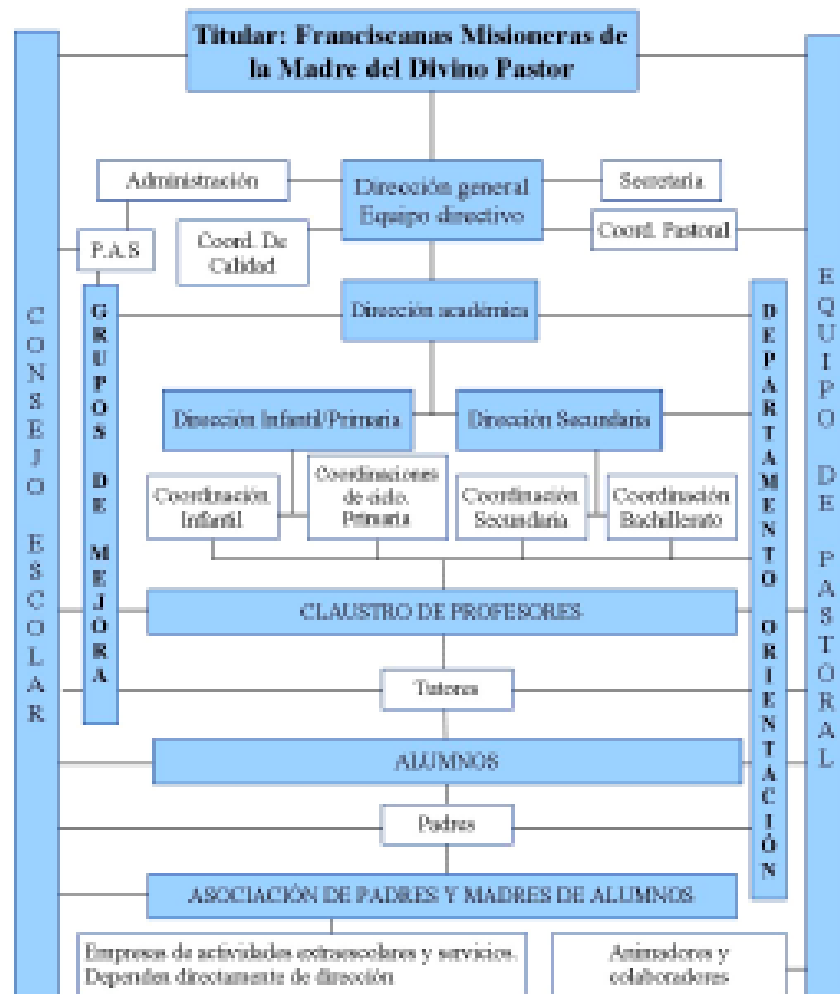 Titular: Franciscanas Misioneras de
la Madre del Divino Pastor
Administración
Dirección general
Equipo directivo
Secretaría
P.A.S
Coord. De
Calidad
Coord. Pastoral
Dirección académica
Dirección Infantil/Primaria
Dirección Secundaria
Coordinación
Infantil
Coordinaciones
de ciclo.
Primaria
Coordinación
Secundaria
Coordinación
Bachillerato
CLAUSTRO DE PROFESORES
Tutores
ALUMNOS
Padres
ASOCIACIÓN DE PADRES Y MADRES DE ALUMNOS
Empresas de actividades extraescolares y servicios.
Dependen directamente de dirección
Animadores y
colaboradores
CONSEJO ESCOLAR
GRUPOS DE MEJORA
DEPARTAMENTO ORIENTACIÓN
EQUIPO DE PASTORAL